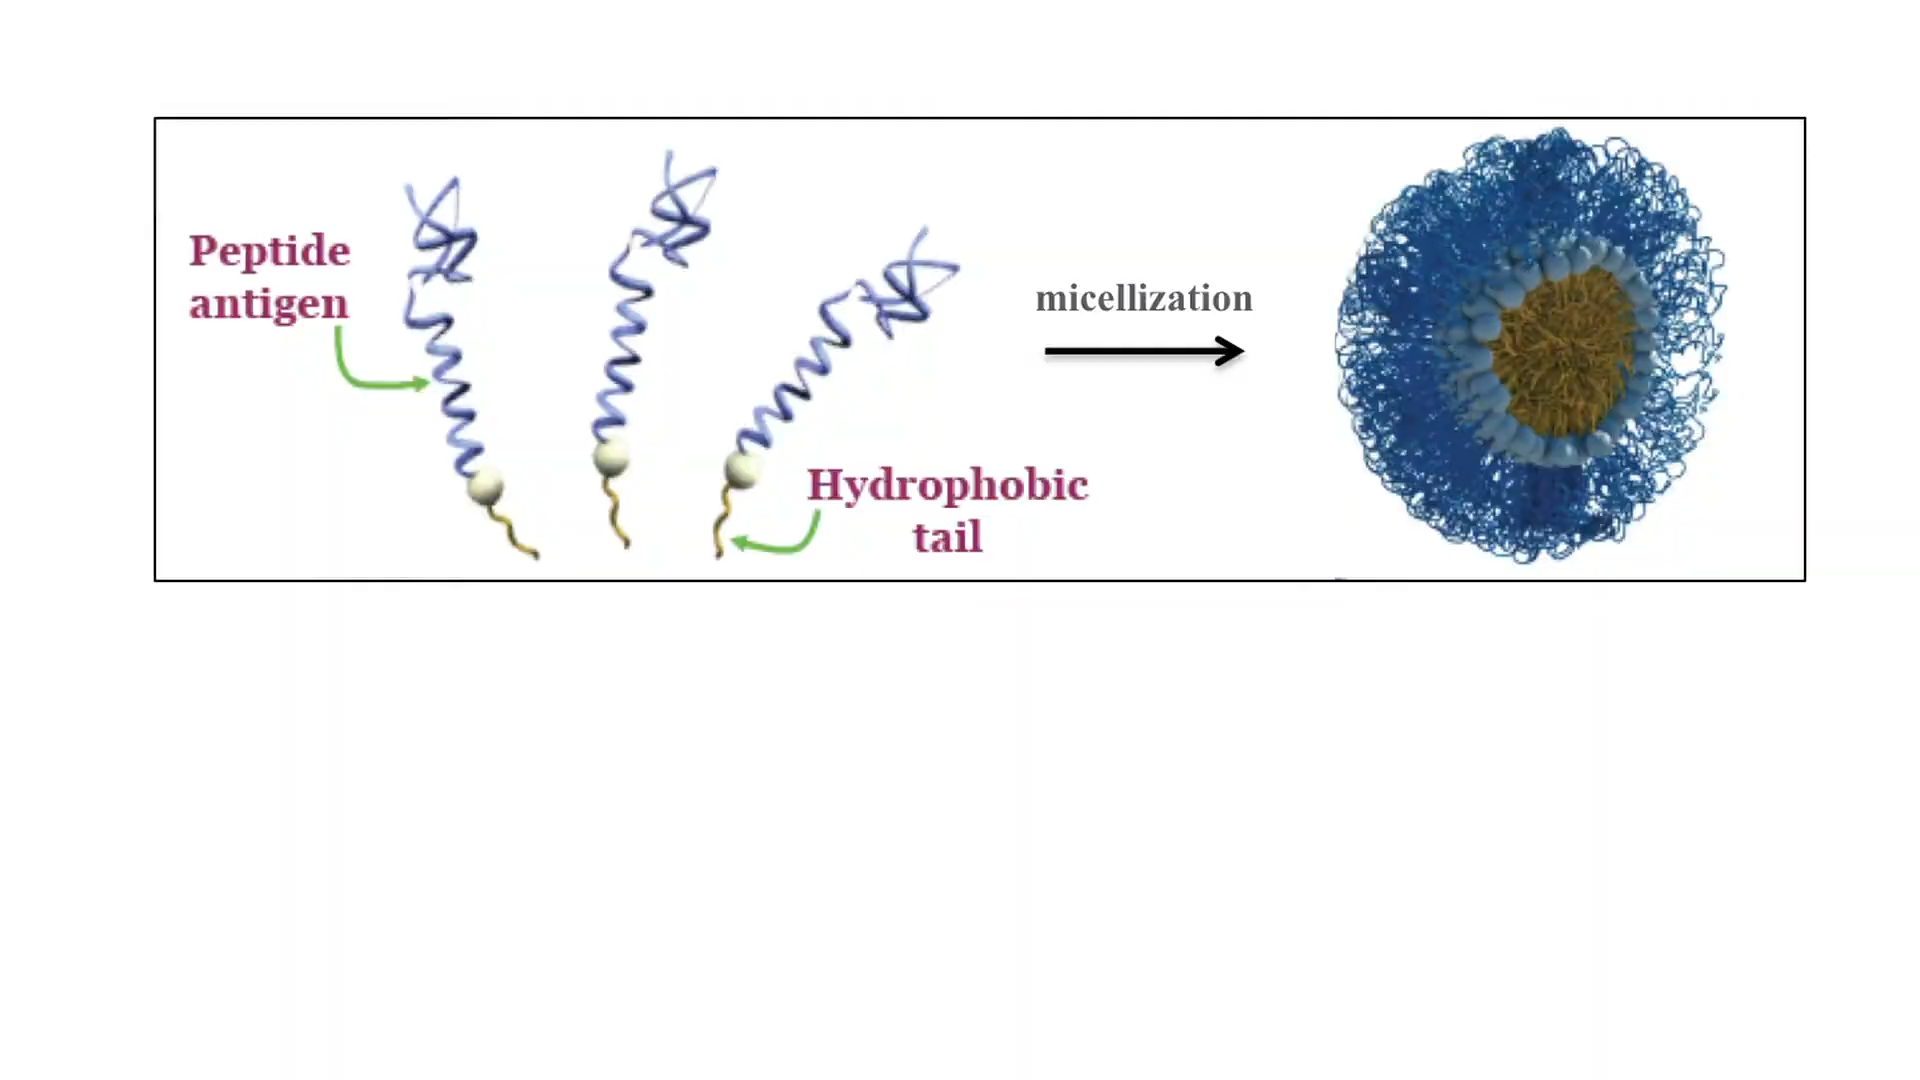 Peptide
antigen
micellization
Hydrophobic
tail